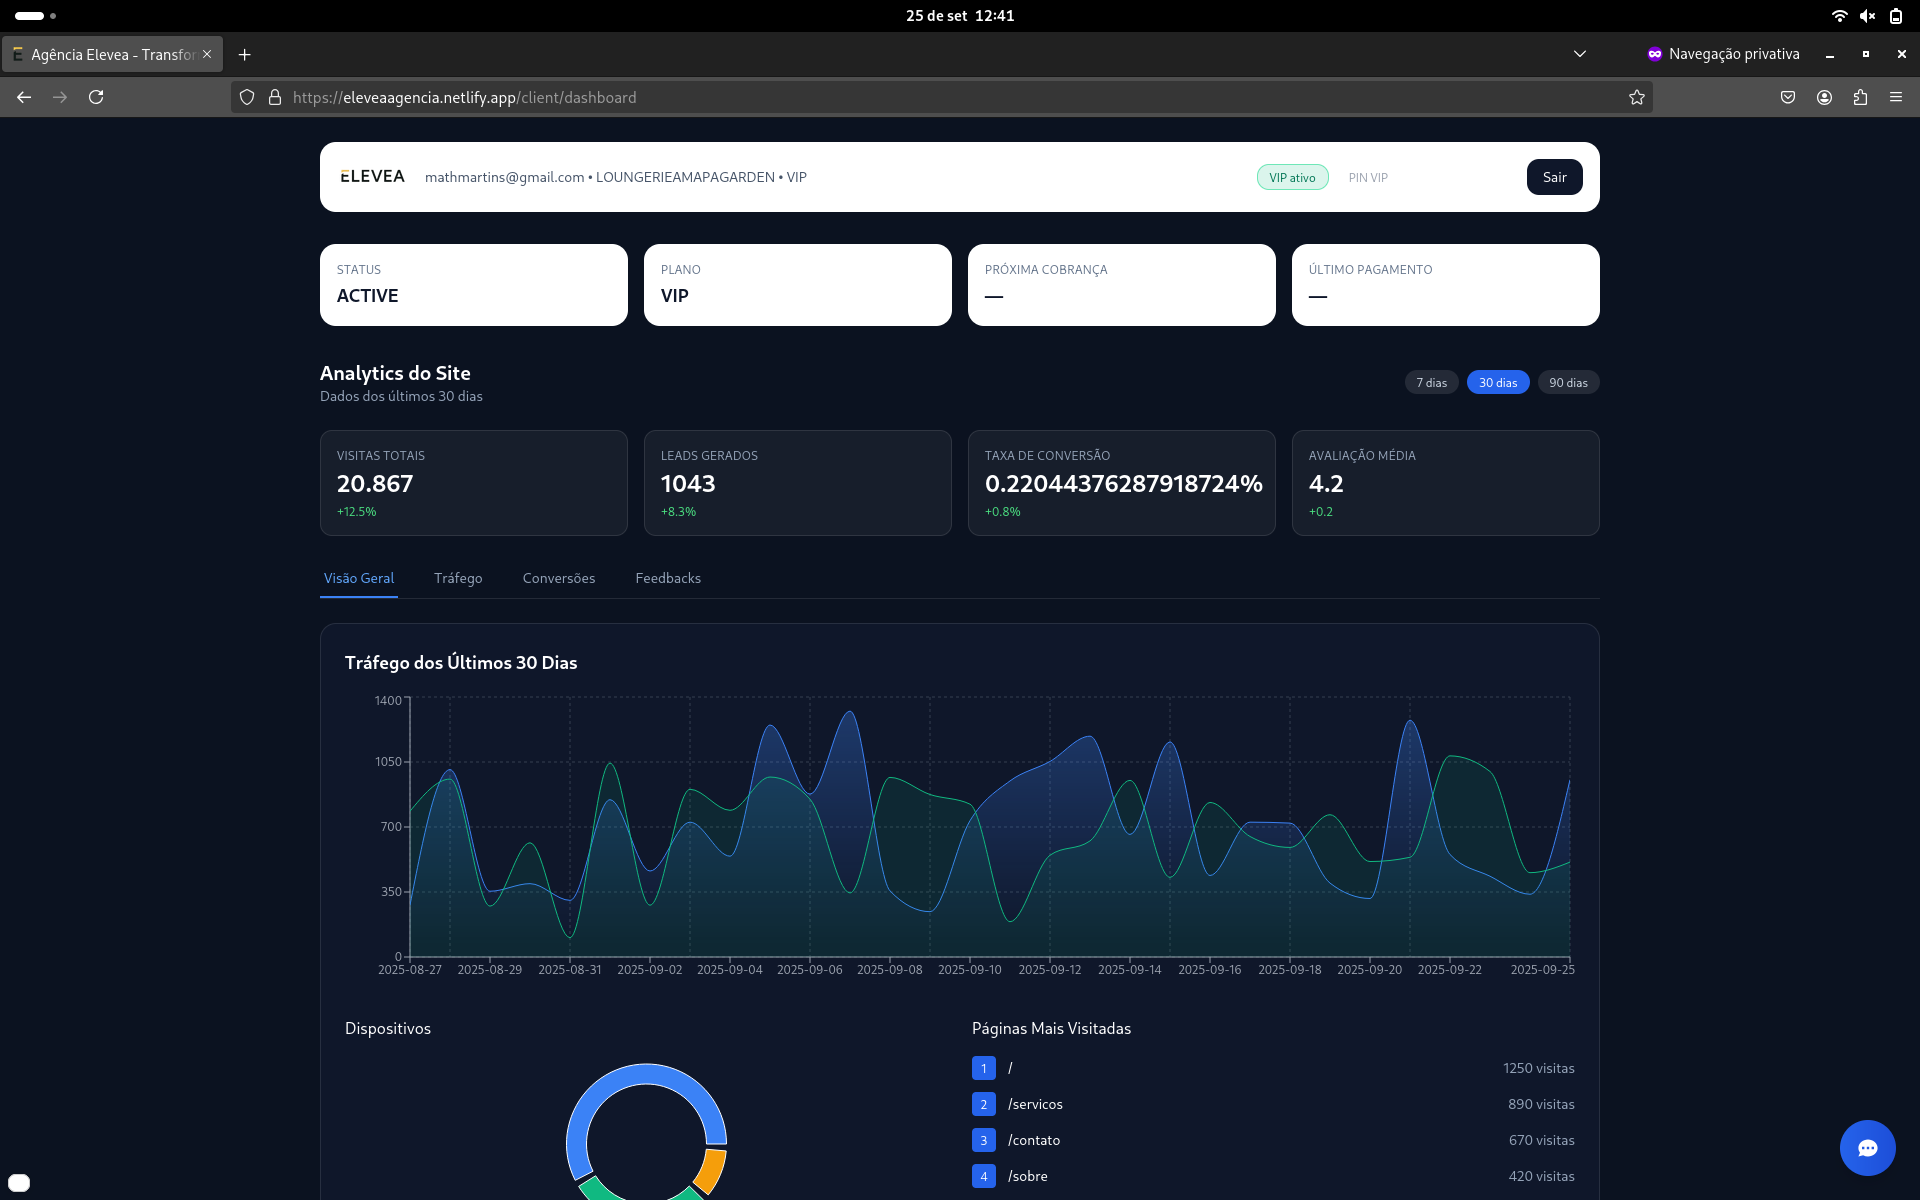 25 de set 12:41
Agência Elevea - Transfor
Navegação privativa
https://eleveaagencia.netlify.app/client/dashboard
ELEVEA
mathmartins@gmail.com • LOUNGERIEAMAPAGARDEN • VIP
VIP ativo
PIN VIP
Sair
STATUS
ACTIVE
PLANO
VIP
PRÓXIMA COBRANÇA
—
ÚLTIMO PAGAMENTO
—
Analytics do Site
Dados dos últimos 30 dias
7 dias
30 dias
90 dias
VISITAS TOTAIS
20.867
+12.5%
LEADS GERADOS
1043
+8.3%
TAXA DE CONVERSÃO
0.22044376287918724%
+0.8%
AVALIAÇÃO MÉDIA
4.2
+0.2
Visão Geral
Tráfego
Conversões
Feedbacks
Tráfego dos Últimos 30 Dias
1400
1050
700
350
0
2025-08-27
2025-08-29
2025-08-31
2025-09-02
2025-09-04
2025-09-06
2025-09-08
2025-09-10
2025-09-12
2025-09-14
2025-09-16
2025-09-18
2025-09-20
2025-09-22
2025-09-25
Dispositivos
Páginas Mais Visitadas
1 / 1250 visitas
2 /servicos 890 visitas
3 /contato 670 visitas
4 /sobre 420 visitas